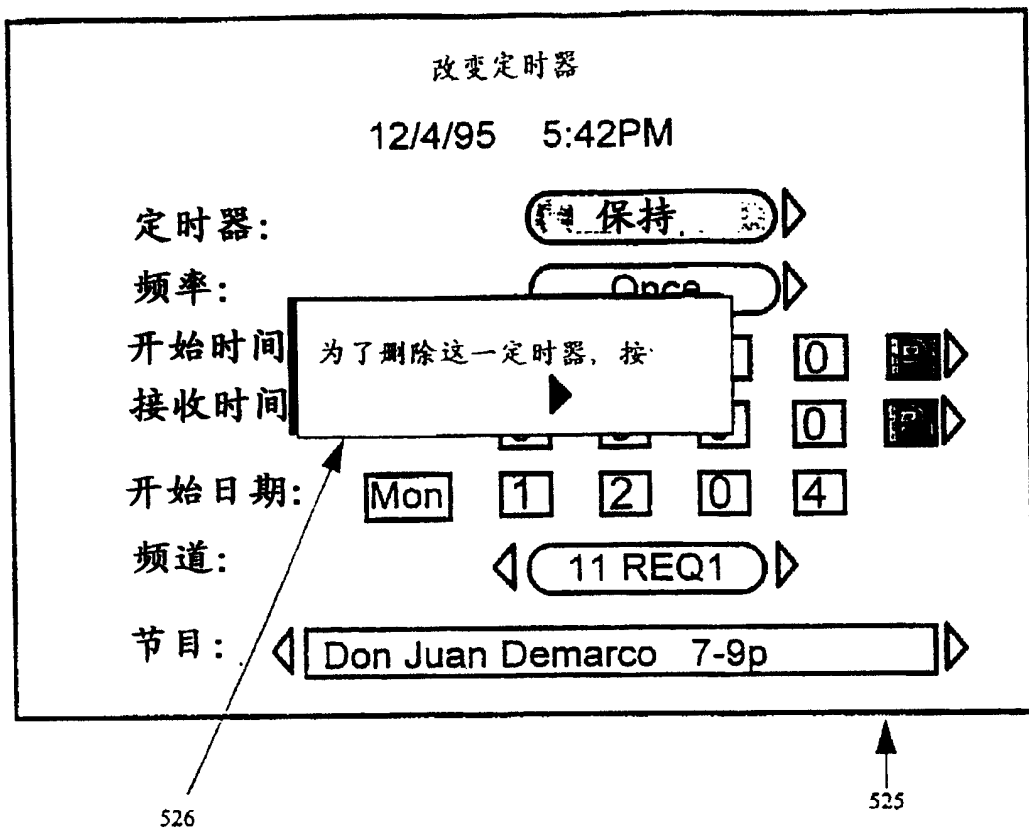 改变定时器
12/4/95 5:42PM
定时器: 保持
频率: Once
开始时间 0 P
为了删除这一定时器, 按
接收时间 0 P
开始日期: Mon 1 2 0 4
频道: 11 REQ1
节目: Don Juan Demarco 7-9p
526
525